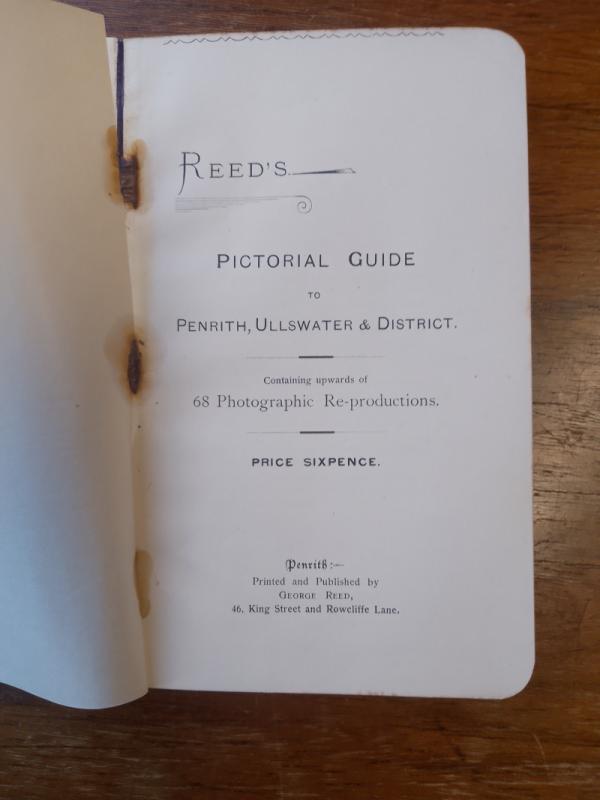 REED'S
PICTORIAL GUIDE
TO
PENRITH, ULLSWATER & DISTRICT.
Containing upwards of
68 Photographic Re-productions.
PRICE SIXPENCE.
Penrith:—
Printed and Published by
GEORGE REED,
46, King Street and Rowcliffe Lane.